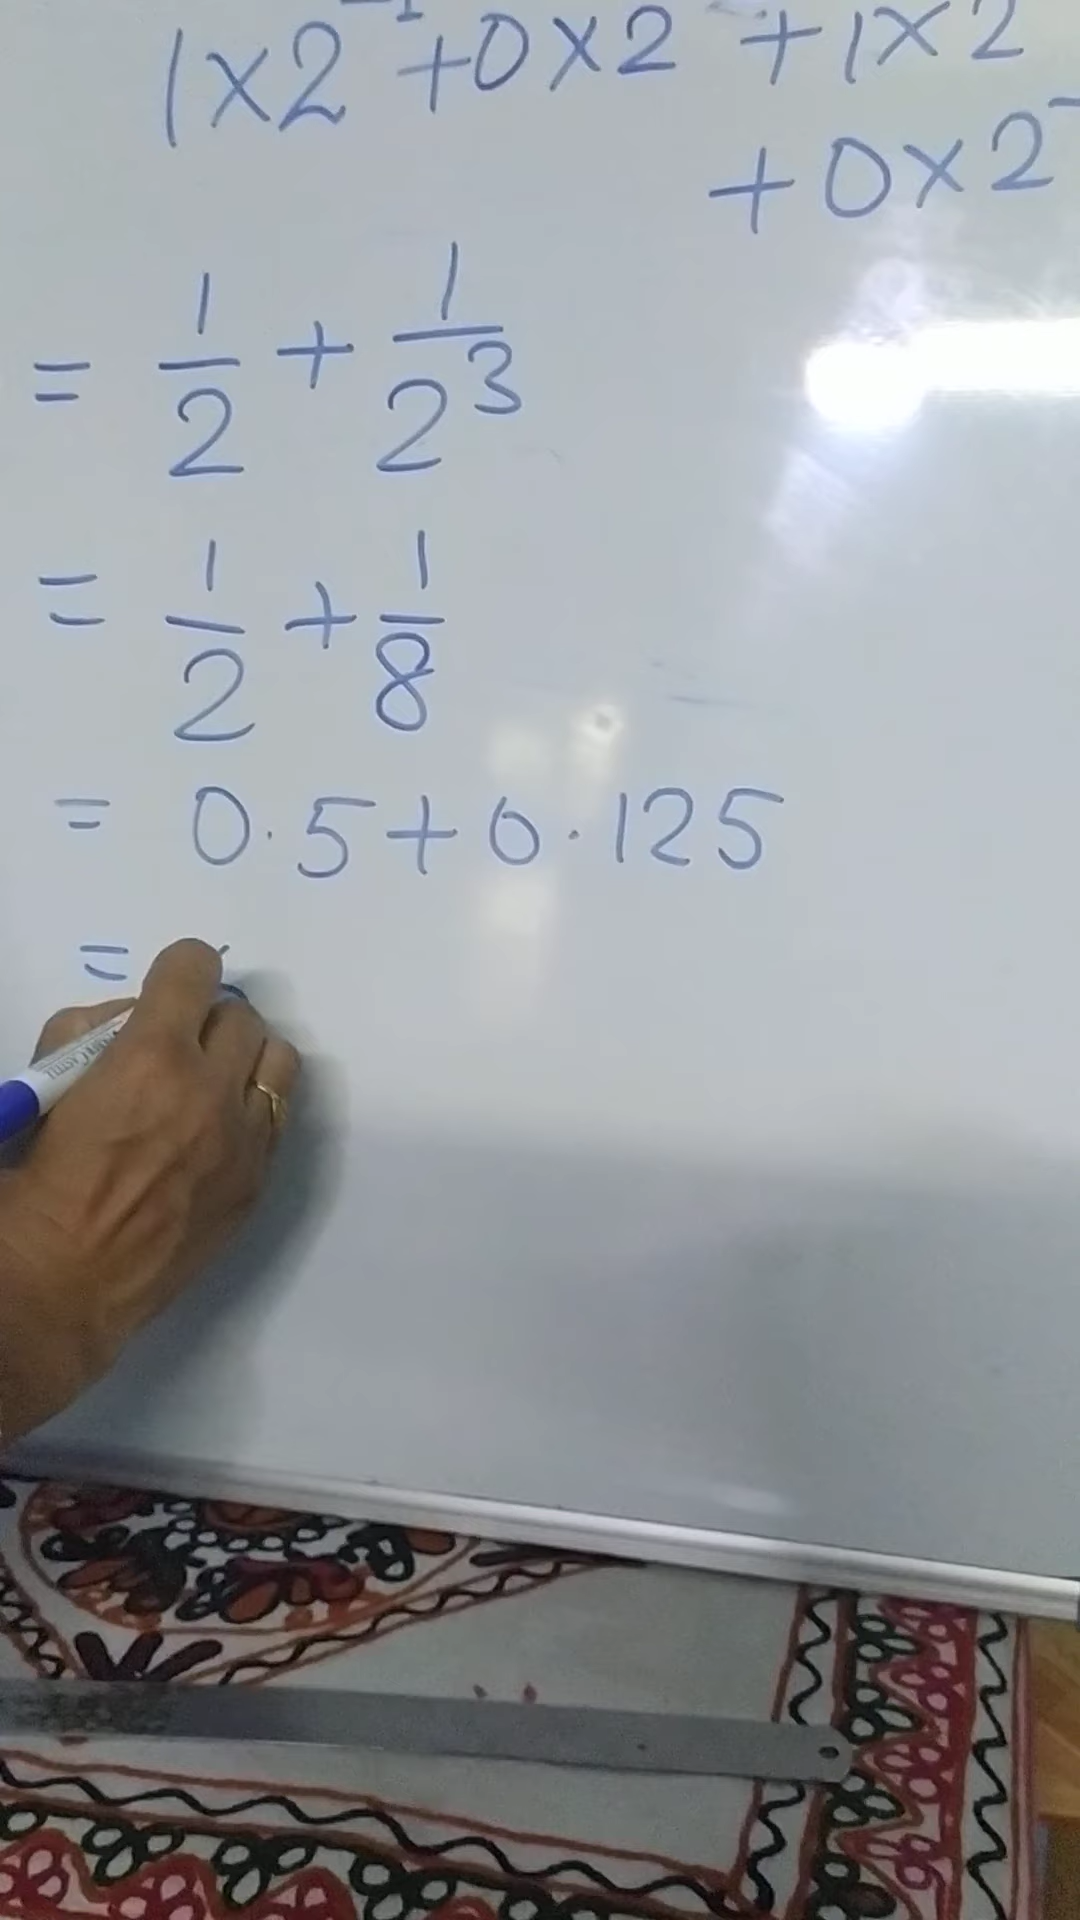 1×2⁻¹+0×2⁻ +1×2
+0×2⁻
= 1/2 + 1/2³
= 1/2 + 1/8
= 0.5+0.125
=